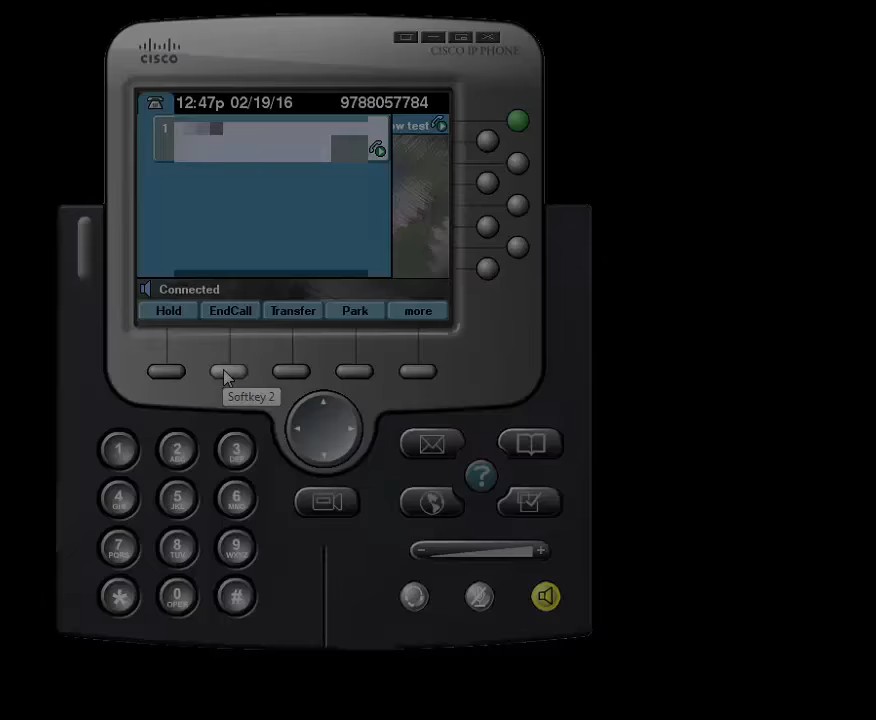 CISCO
CISCO IP PHONE
12:47p 02/19/16 9788057784
1
w test
Connected
Hold EndCall Transfer Park more
Softkey 2
1 2 ABC 3 DEF
?
4 GHI 5 JKL 6 MNO
7 PQRS 8 TUV 9 WXYZ
- +
* 0 OPER #